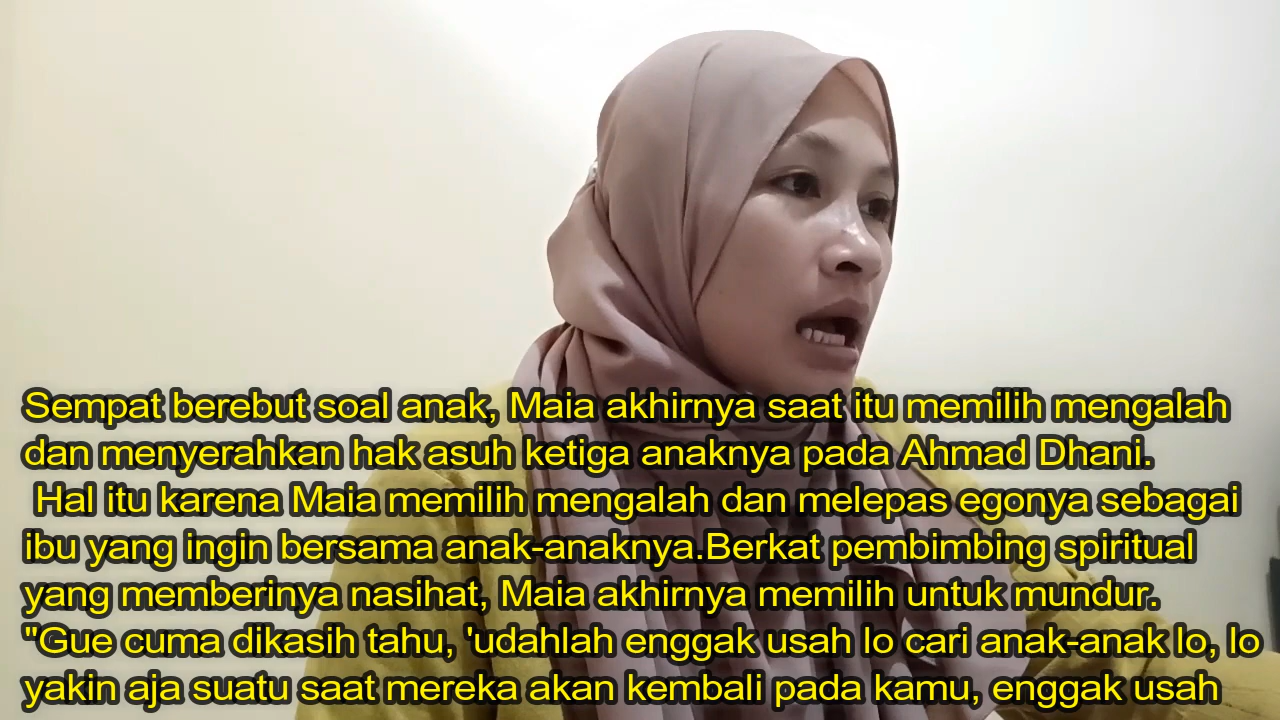 Sempat berebut soal anak, Maia akhirnya saat itu memilih mengalah
dan menyerahkan hak asuh ketiga anaknya pada Ahmad Dhani.
Hal itu karena Maia memilih mengalah dan melepas egonya sebagai
ibu yang ingin bersama anak-anaknya.Berkat pembimbing spiritual
yang memberinya nasihat, Maia akhirnya memilih untuk mundur.
"Gue cuma dikasih tahu, 'udahlah enggak usah lo cari anak-anak lo, lo
yakin aja suatu saat mereka akan kembali pada kamu, enggak usah